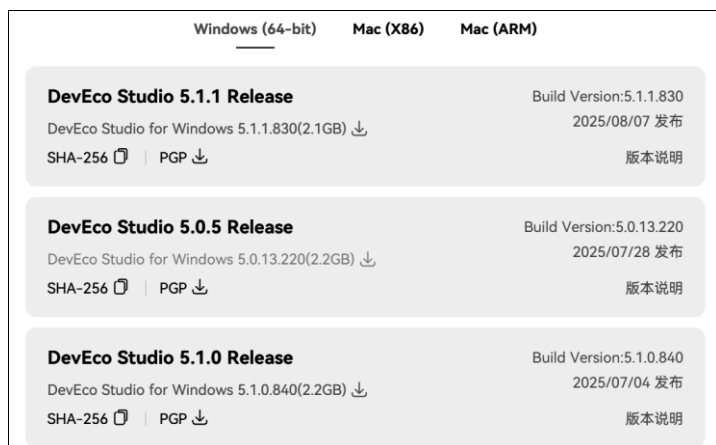 Windows (64-bit) Mac (X86) Mac (ARM)
DevEco Studio 5.1.1 Release Build Version:5.1.1.830
DevEco Studio for Windows 5.1.1.830(2.1GB) 2025/08/07 发布
SHA-256 PGP 版本说明
DevEco Studio 5.0.5 Release Build Version:5.0.13.220
DevEco Studio for Windows 5.0.13.220(2.2GB) 2025/07/28 发布
SHA-256 PGP 版本说明
DevEco Studio 5.1.0 Release Build Version:5.1.0.840
DevEco Studio for Windows 5.1.0.840(2.2GB) 2025/07/04 发布
SHA-256 PGP 版本说明